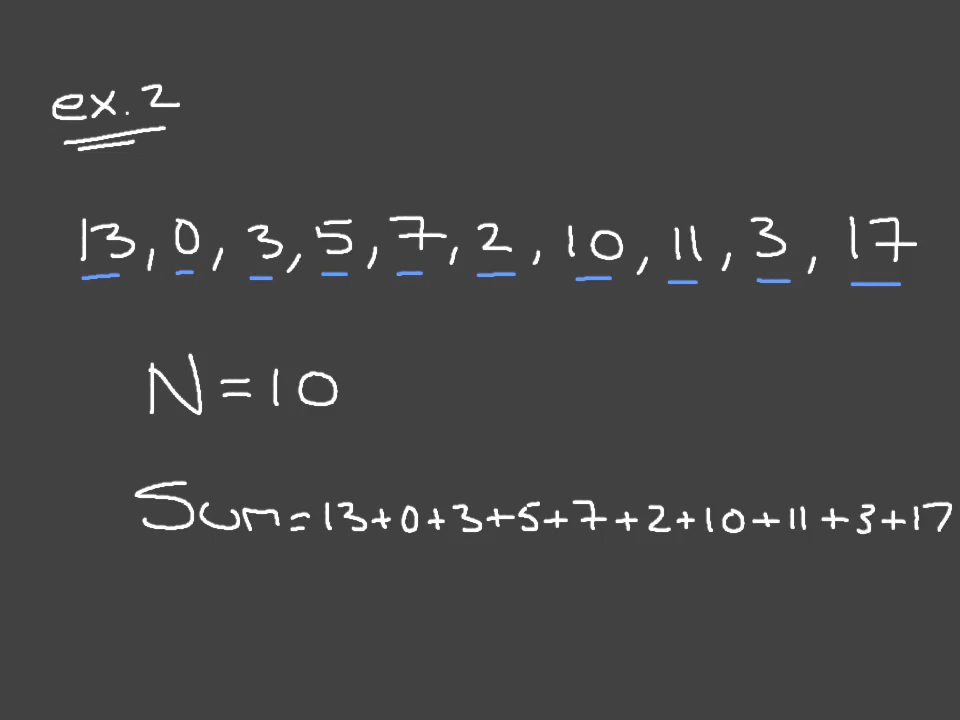 ex.2
13, 0, 3, 5, 7, 2, 10, 11, 3, 17
N=10
Sum=13+0+3+5+7+2+10+11+3+17